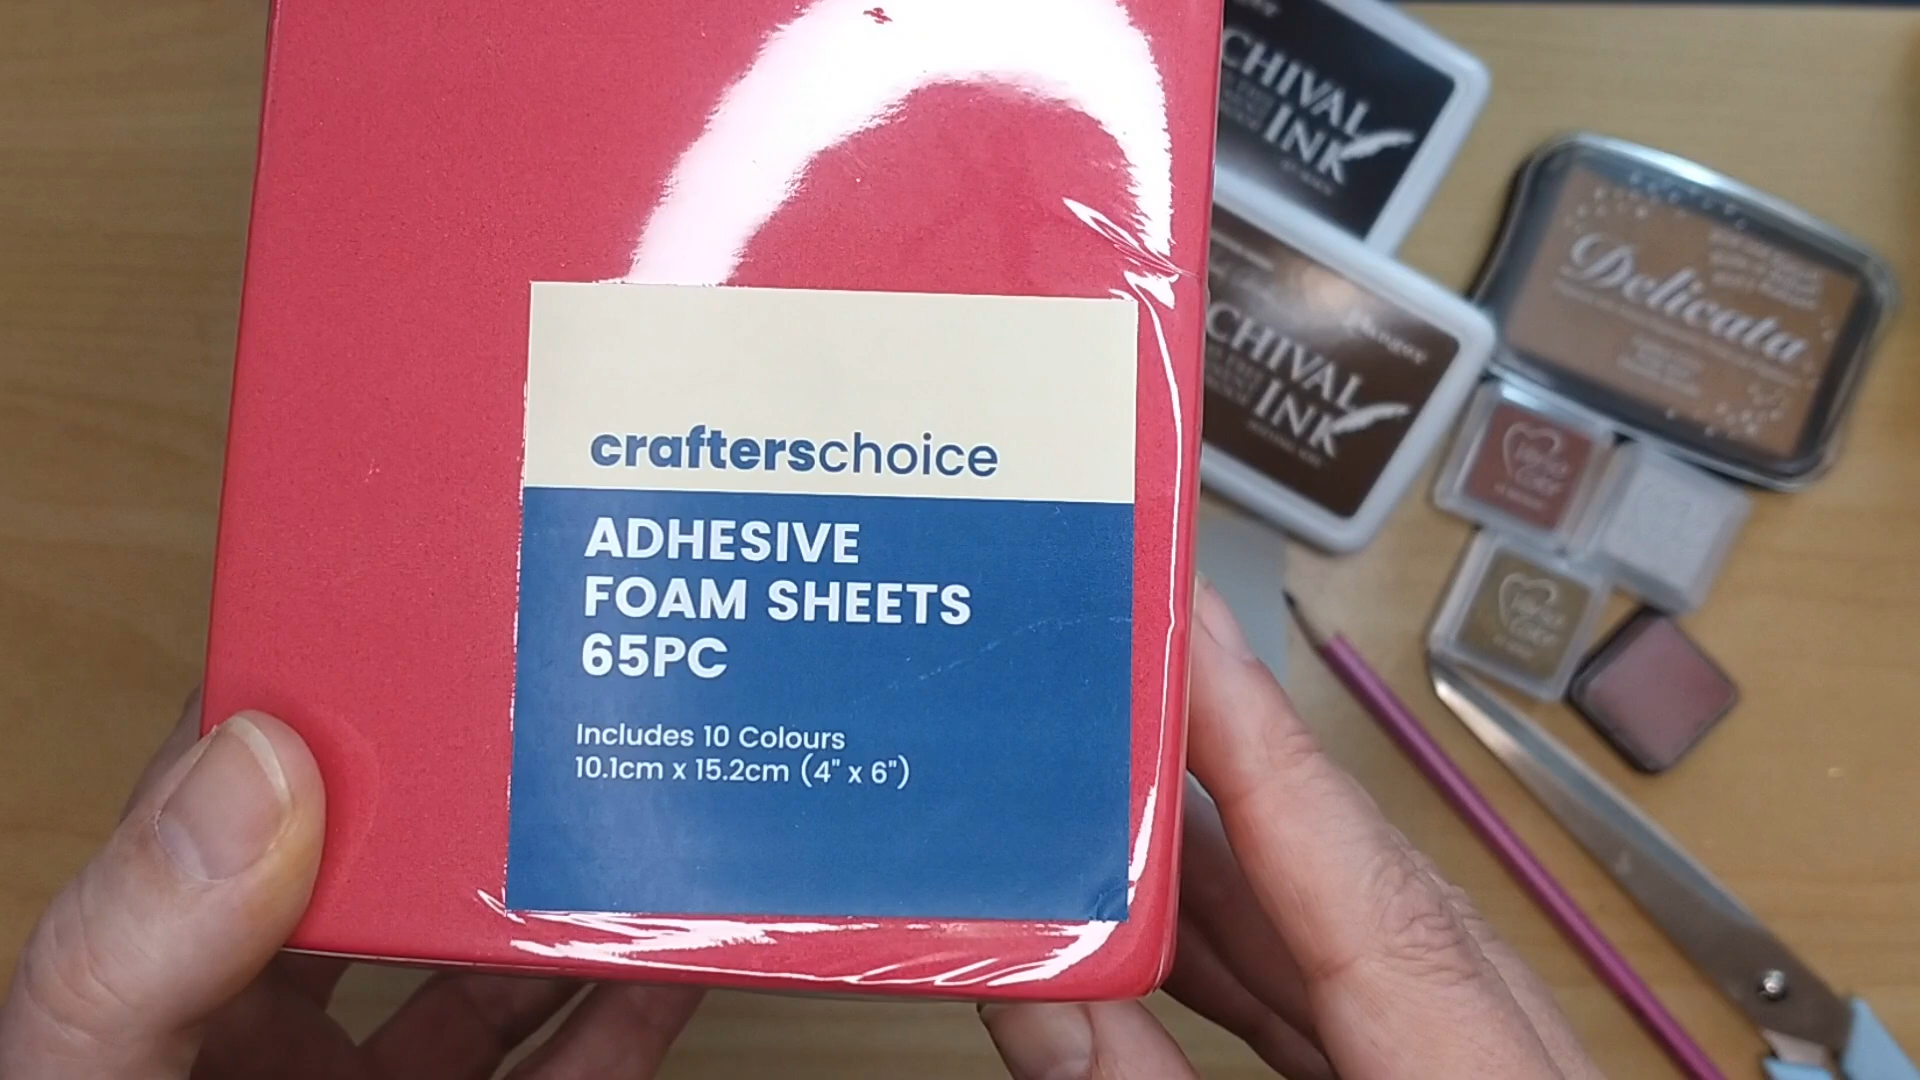 crafterschoice
ADHESIVE
FOAM SHEETS
65PC
Includes 10 Colours
10.1cm x 15.2cm (4" x 6")
CHIVAL
INK
Delicata
Ranger
CHIVAL
INK